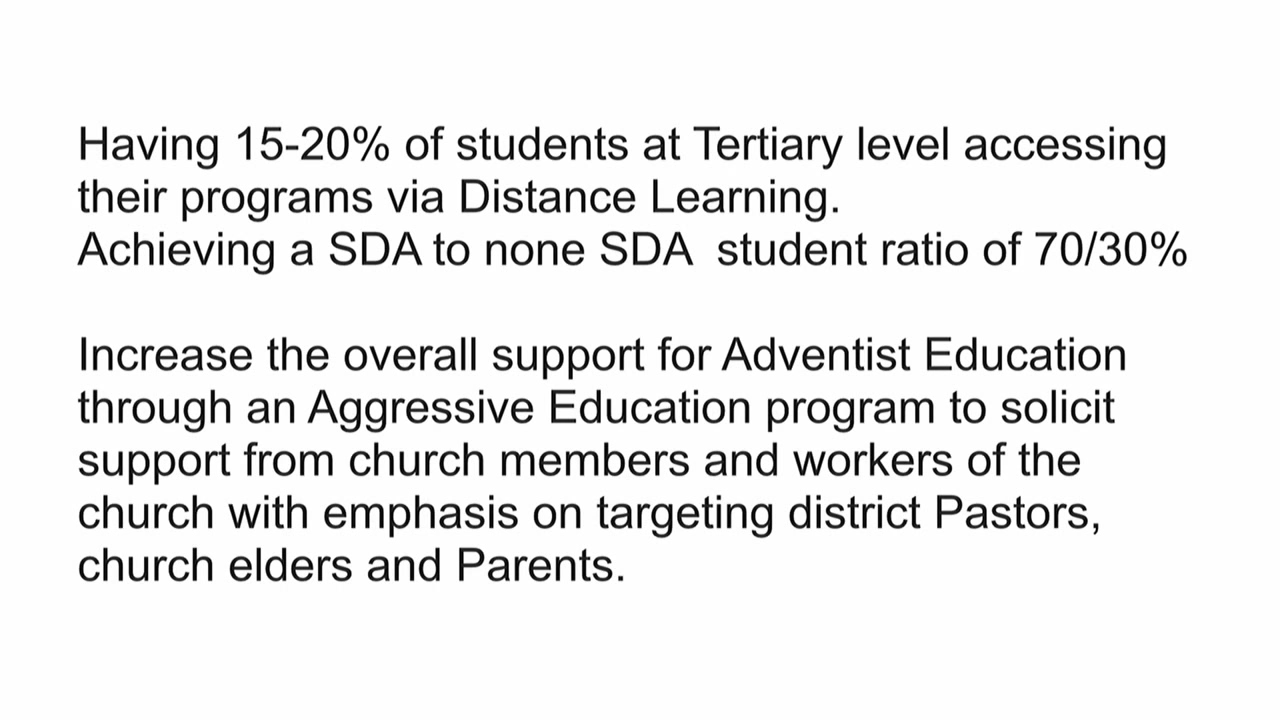 Having 15-20% of students at Tertiary level accessing
their programs via Distance Learning.
Achieving a SDA to none SDA  student ratio of 70/30%
Increase the overall support for Adventist Education
through an Aggressive Education program to solicit
support from church members and workers of the
church with emphasis on targeting district Pastors,
church elders and Parents.